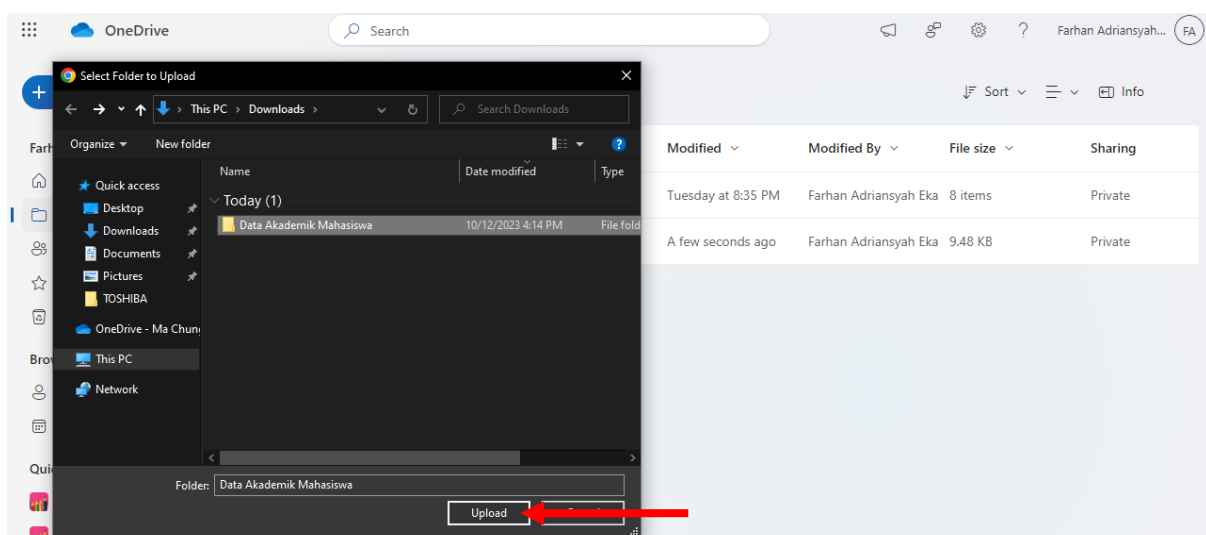 OneDrive
Search
Farhan Adriansyah...
FA
Select Folder to Upload
This PC > Downloads >
Search Downloads
Sort
Info
Organize
New folder
Name
Date modified
Type
Modified
Modified By
File size
Sharing
Quick access
Today (1)
Data Akademik Mahasiswa 10/12/2023 4:14 PM File fold
Tuesday at 8:35 PM Farhan Adriansyah Eka 8 items Private
A few seconds ago Farhan Adriansyah Eka 9.48 KB Private
Desktop
Downloads
Documents
Pictures
TOSHIBA
OneDrive - Ma Chung
This PC
Network
Farh
Brow
Quic
Folder: Data Akademik Mahasiswa
Upload